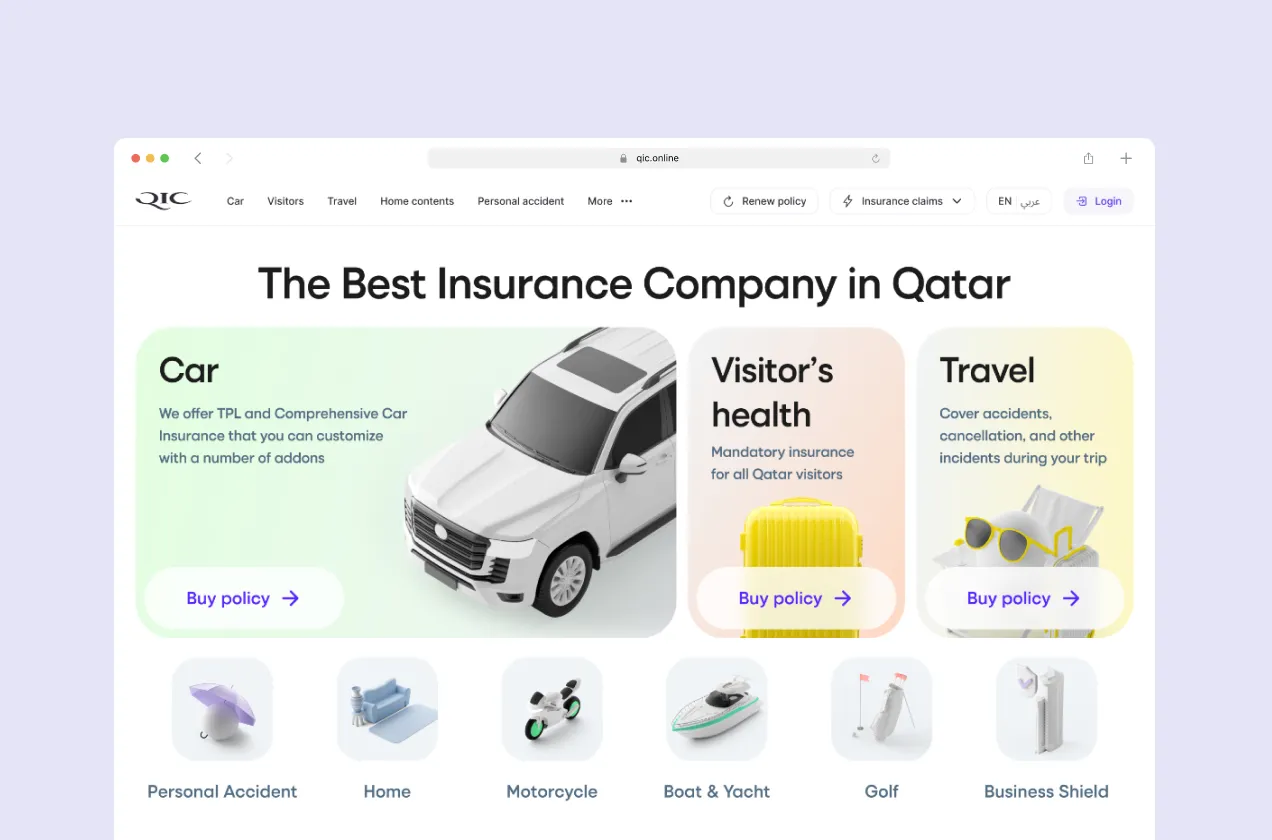 qic.online
QIC
Car
Visitors
Travel
Home contents
Personal accident
More
Renew policy
Insurance claims
EN
عربي
Login
The Best Insurance Company in Qatar
Car
We offer TPL and Comprehensive Car
Insurance that you can customize
with a number of addons
Buy policy
Visitor’s
health
Mandatory insurance
for all Qatar visitors
Buy policy
Travel
Cover accidents,
cancellation, and other
incidents during your trip
Buy policy
Personal Accident
Home
Motorcycle
Boat & Yacht
Golf
Business Shield